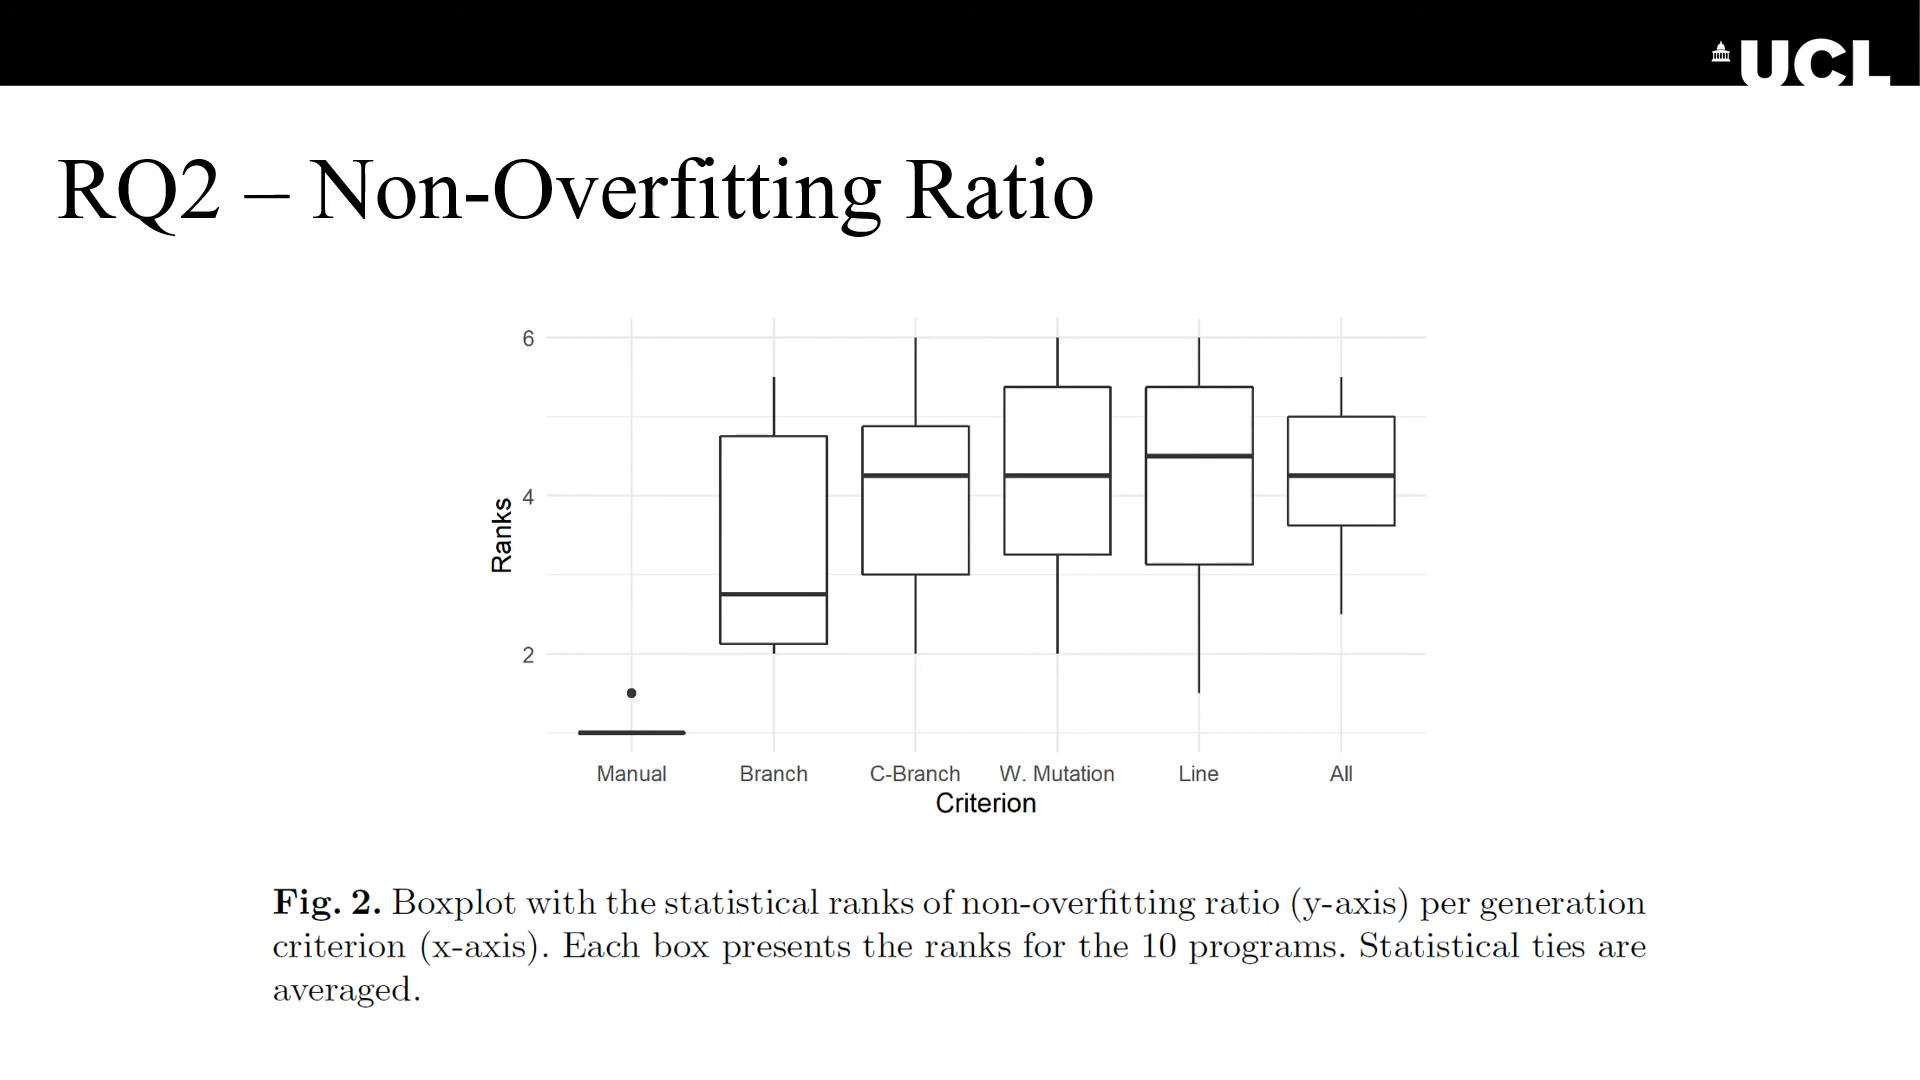 UCL
RQ2 – Non-Overfitting Ratio
6
4
2
Ranks
Manual Branch C-Branch W. Mutation Line All
Criterion
Fig. 2. Boxplot with the statistical ranks of non-overfitting ratio (y-axis) per generation
criterion (x-axis). Each box presents the ranks for the 10 programs. Statistical ties are
averaged.